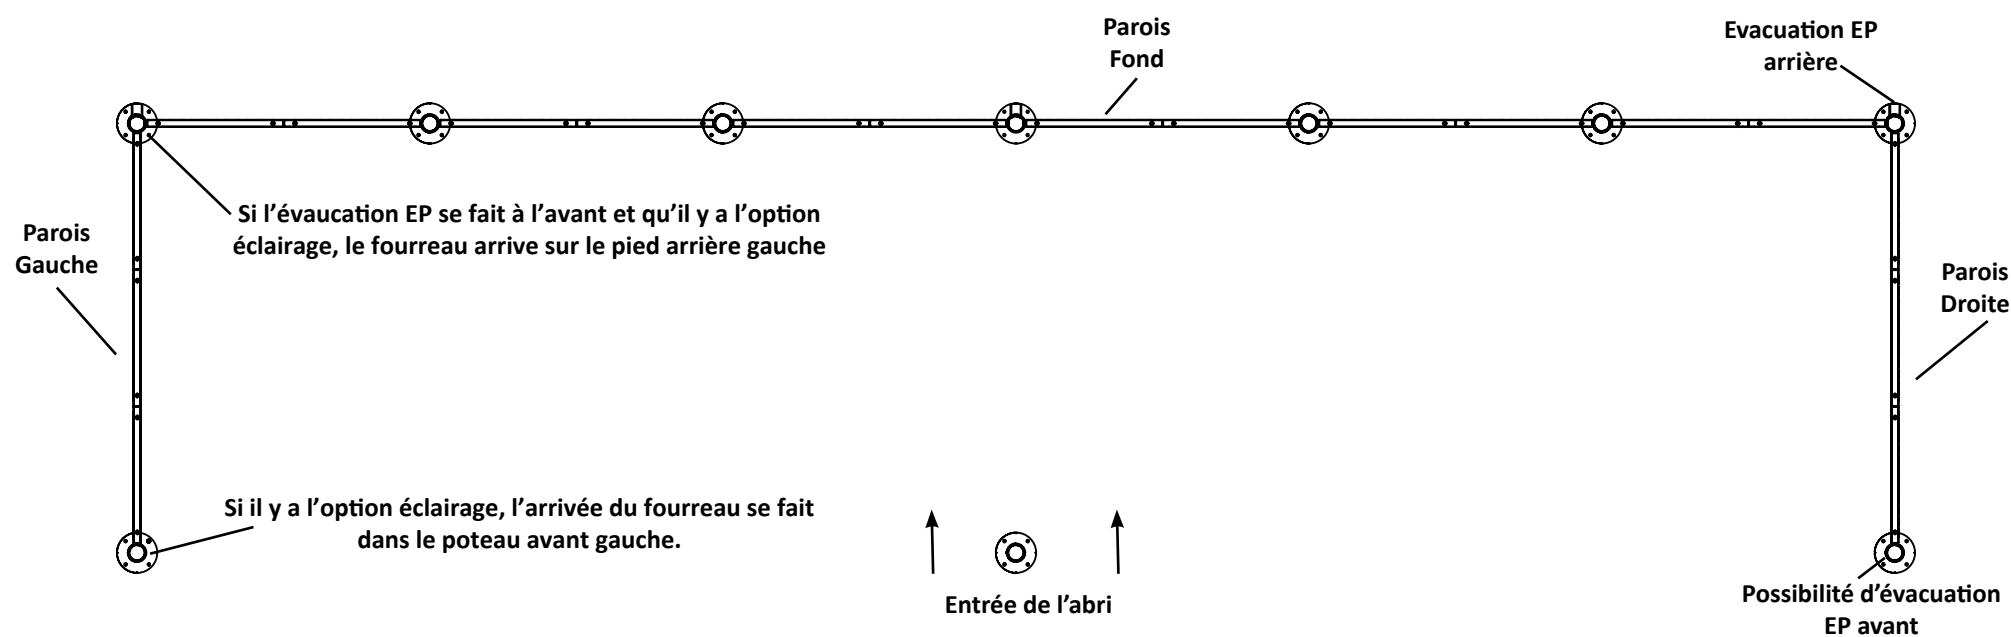 Parois
Fond
Evacuation EP
arrière
Si l’évaucation EP se fait à l’avant et qu’il y a l’option
éclairage, le fourreau arrive sur le pied arrière gauche
Parois
Gauche
Parois
Droite
Si il y a l’option éclairage, l’arrivée du fourreau se fait
dans le poteau avant gauche.
Entrée de l’abri
Possibilité d’évacuation
EP avant